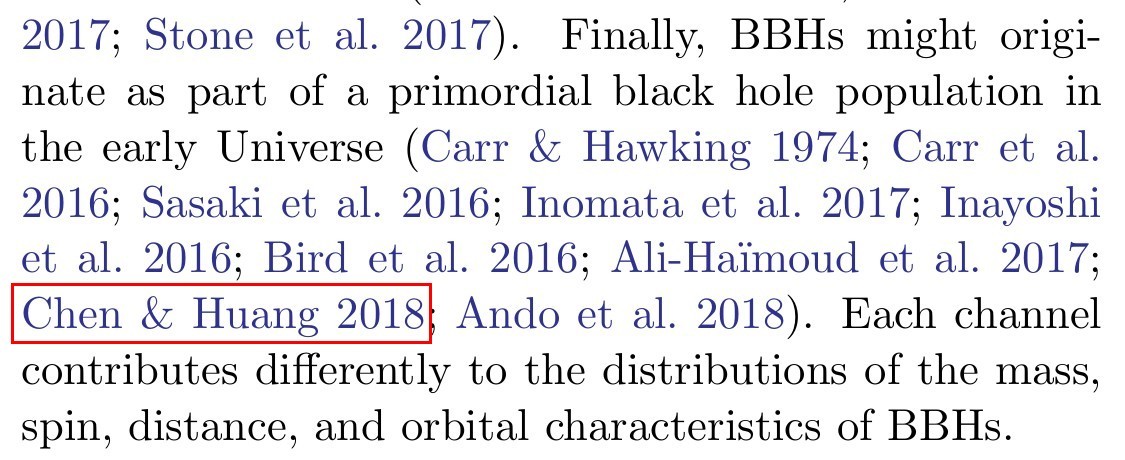 2017; Stone et al. 2017). Finally, BBHs might origi-
nate as part of a primordial black hole population in
the early Universe (Carr & Hawking 1974; Carr et al.
2016; Sasaki et al. 2016; Inomata et al. 2017; Inayoshi
et al. 2016; Bird et al. 2016; Ali-Haïmoud et al. 2017;
Chen & Huang 2018; Ando et al. 2018). Each channel
contributes differently to the distributions of the mass,
spin, distance, and orbital characteristics of BBHs.